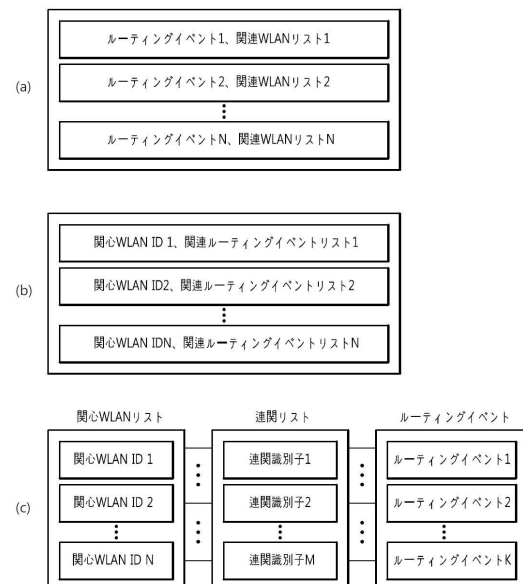 (a)
ルーティングイベント1、関連WLANリスト1
ルーティングイベント2、関連WLANリスト2
ルーティングイベントN、関連WLANリストN
(b)
関心WLAN ID 1、関連ルーティングイベントリスト1
関心WLAN ID2、関連ルーティングイベントリスト2
関心WLAN IDN、関連ルーティングイベントリストN
(c)
関心WLANリスト
関心WLAN ID 1
関心WLAN ID 2
関心WLAN ID N
連関リスト
連関識別子1
連関識別子2
連関識別子M
ルーティングイベント
ルーティングイベント1
ルーティングイベント2
ルーティングイベントK